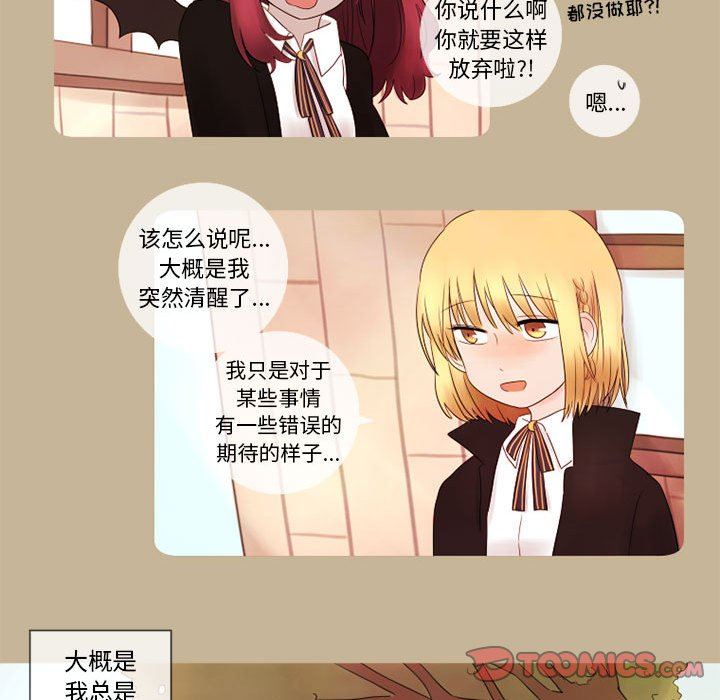 你说什么啊
你就要这样
放弃啦?!
都没做耶?!
嗯...
该怎么说呢...
大概是我
突然清醒了...
我只是对于
某些事情
有一些错误的
期待的样子...
大概是
我总是
TOOMICS.COM